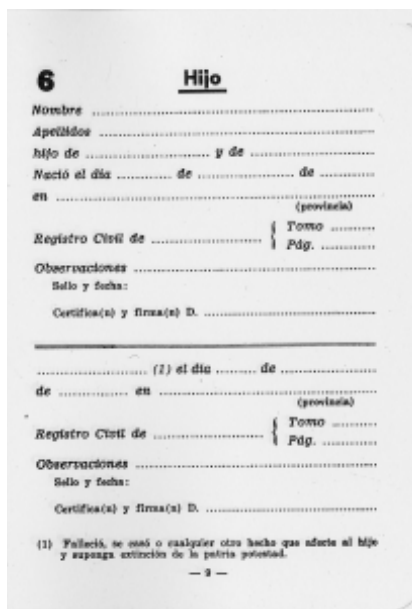 6 Hijo
Nombre ........................................
Apellidos ........................................
hijo de .................... y de ....................
Nació el día ............ de .................... de ............
en ........................................
(provincia)
Registro Civil de .................... { Tomo ..........
Pág. ..........
Observaciones ........................................
Sello y fecha:
Certifica(n) y firma(n) D. ..............................
.................... (1) el día ........ de ....................
de .............. en ........................................
(provincia)
Registro Civil de .................... { Tomo ..........
Pág. ..........
Observaciones ........................................
Sello y fecha:
Certifica(n) y firma(n) D. ..............................
(1) Falleció, se casó o cualquier otro hecho que afecte al hijo
y suponga extinción de la patria potestad.
— 9 —